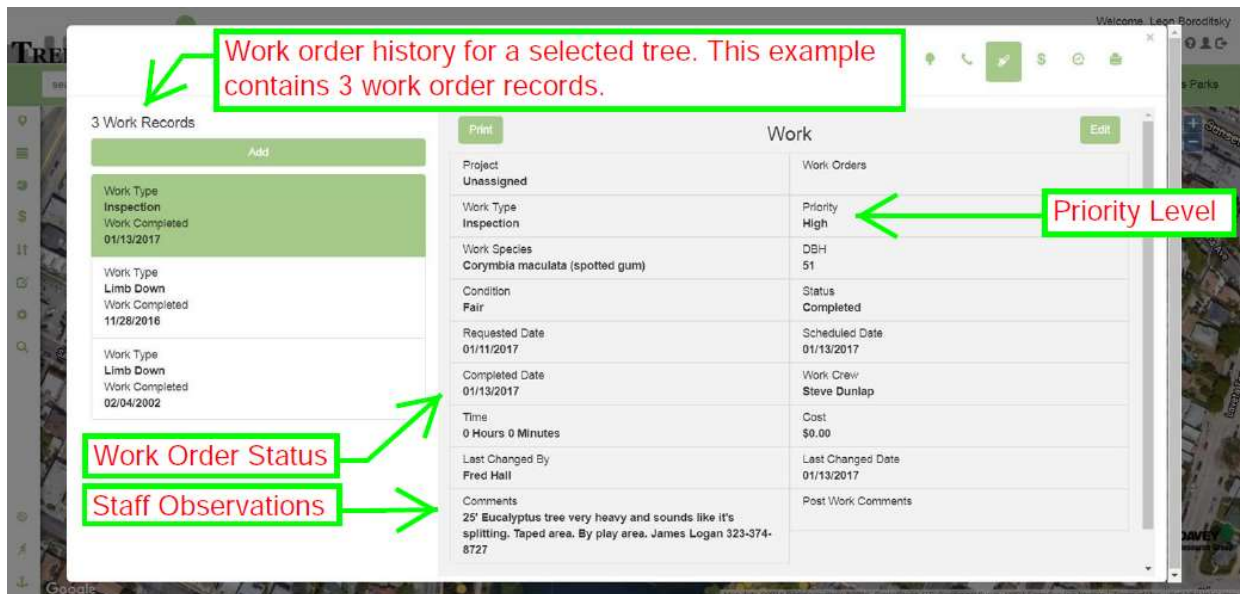 Welcome, Leon Boroditsky
TREE
Work order history for a selected tree. This example
contains 3 work order records.
$
s Parks
3 Work Records
Add
Work Type
Inspection
Work Completed
01/13/2017
Work Type
Limb Down
Work Completed
11/28/2016
Work Type
Limb Down
Work Completed
02/04/2002
Print
Work
Edit
Project
Unassigned
Work Orders
Work Type
Inspection
Priority
High
Priority Level
Work Species
Corymbia maculata (spotted gum)
DBH
51
Condition
Fair
Status
Completed
Requested Date
01/11/2017
Scheduled Date
01/13/2017
Completed Date
01/13/2017
Work Crew
Steve Dunlap
Time
0 Hours 0 Minutes
Cost
$0.00
Work Order Status
Last Changed By
Fred Hall
Last Changed Date
01/13/2017
Staff Observations
Comments
25' Eucalyptus tree very heavy and sounds like it's
splitting. Taped area. By play area. James Logan 323-374-
8727
Post Work Comments
DAVEY
Resource Group
Google